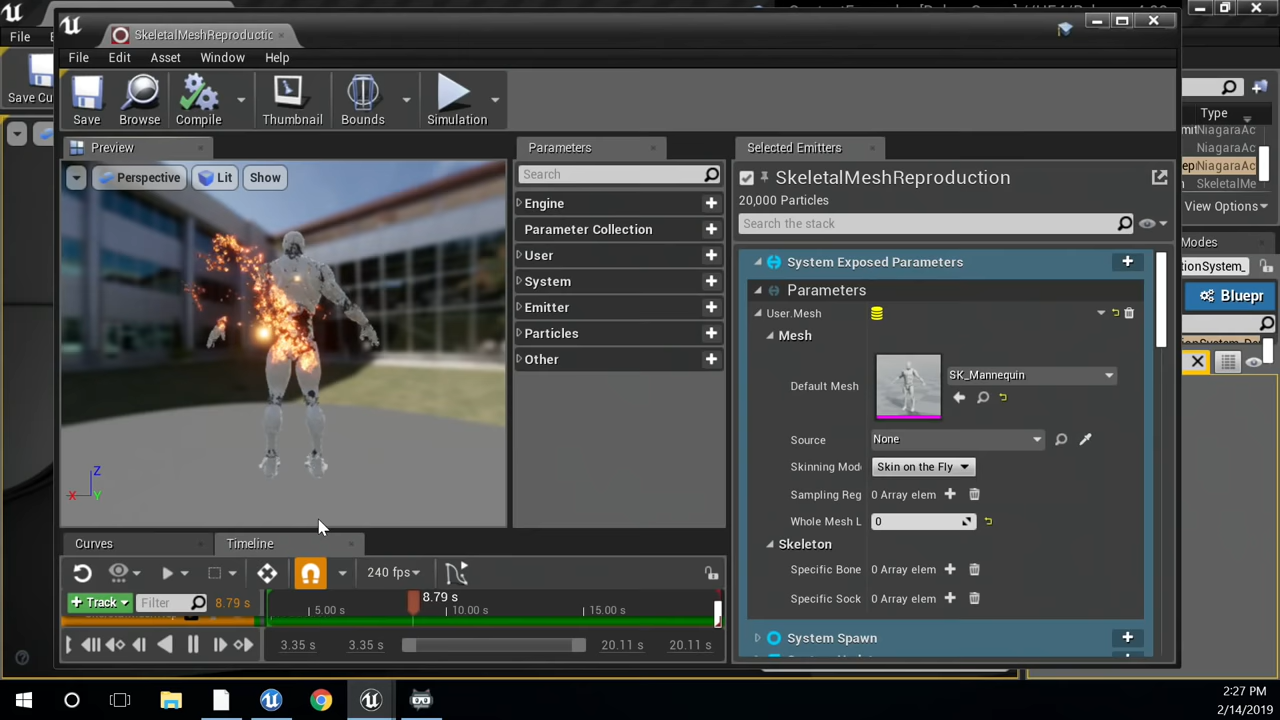 File
Save Cu
SkeletalMeshReproductic
File Edit Asset Window Help
Save
Browse
Compile
Thumbnail
Bounds
Simulation
Type
NiagaraAc
NiagaraAc
NiagaraAc
SkeletalMe
View Options
Modes
tionSystem_
Bluepr
Preview
Perspective
Lit
Show
Z
X
Y
Parameters
Search
Engine
Parameter Collection
User
System
Emitter
Particles
Other
Selected Emitters
SkeletalMeshReproduction
20,000 Particles
Search the stack
System Exposed Parameters
Parameters
User.Mesh
Mesh
Default Mesh
SK_Mannequin
Source
None
Skinning Mod
Skin on the Fly
Sampling Reg
0 Array elem
Whole Mesh L
0
Skeleton
Specific Bone
0 Array elem
Specific Sock
0 Array elem
System Spawn
Curves
Timeline
240 fps
Track
Filter
8.79 s
8.79 s
5.00 s
10.00 s
15.00 s
3.35 s
3.35 s
20.11 s
20.11 s
2:27 PM
2/14/2019